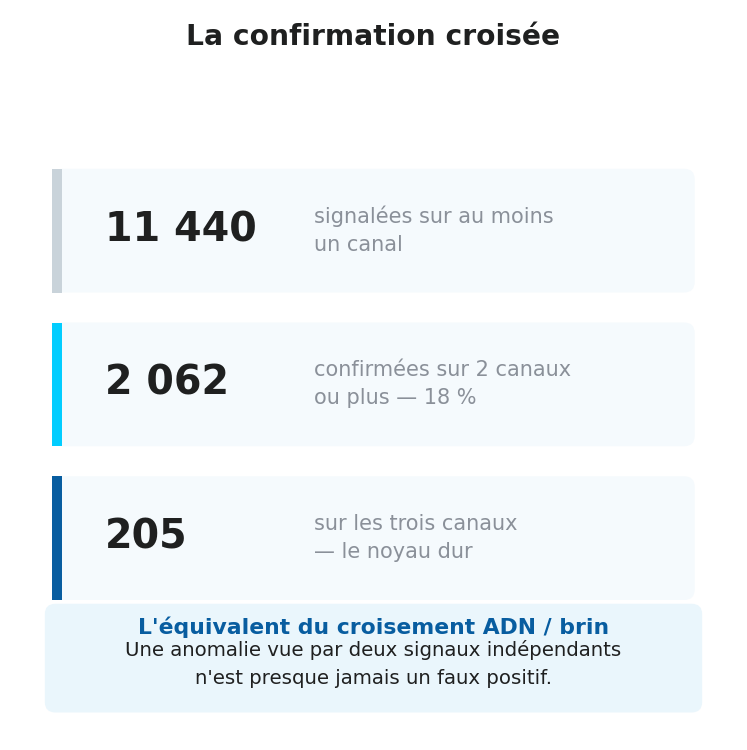 La confirmation croisée
11 440
signalées sur au moins
un canal
2 062
confirmées sur 2 canaux
ou plus — 18 %
205
sur les trois canaux
— le noyau dur
L'équivalent du croisement ADN / brin
Une anomalie vue par deux signaux indépendants
n'est presque jamais un faux positif.